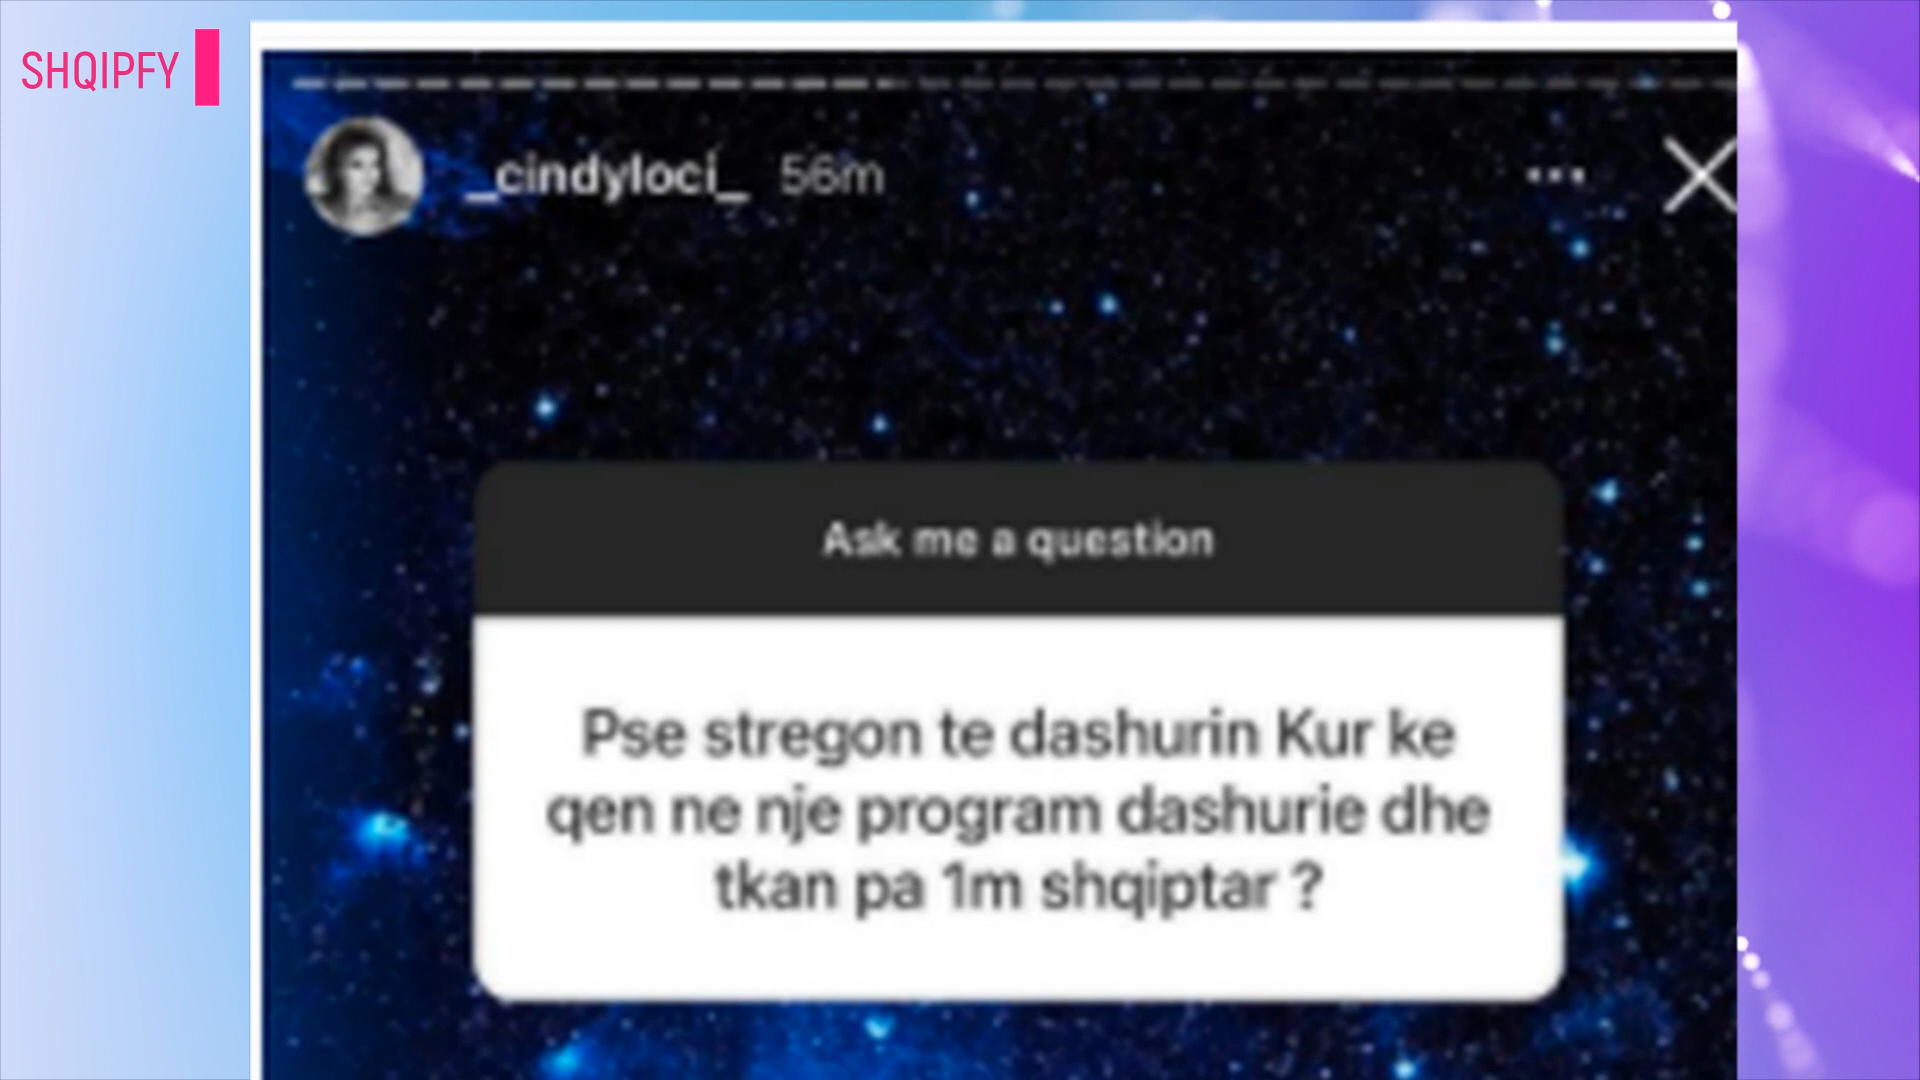 SHQIPFY
_cindyloci_ 56m
Ask me a question
Pse stregon te dashurin Kur ke
qen ne nje program dashurie dhe
tkan pa 1m shqiptar ?